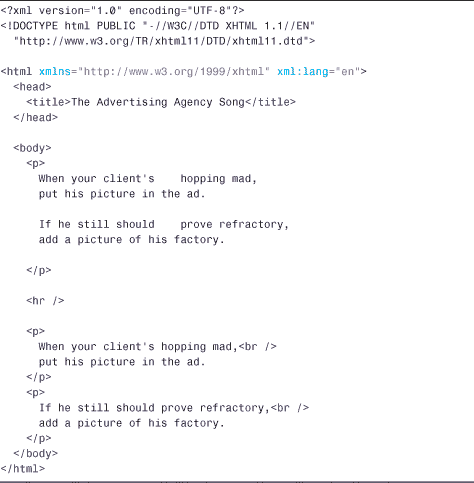 <?xml version="1.0" encoding="UTF-8"?>
<!DOCTYPE html PUBLIC "-//W3C//DTD XHTML 1.1//EN"
  "http://www.w3.org/TR/xhtml11/DTD/xhtml11.dtd">

<html xmlns="http://www.w3.org/1999/xhtml" xml:lang="en">
  <head>
    <title>The Advertising Agency Song</title>
  </head>

  <body>
    <p>
      When your client's    hopping mad,
      put his picture in the ad.

      If he still should    prove refractory,
      add a picture of his factory.

    </p>

    <hr />

    <p>
      When your client's hopping mad,<br />
      put his picture in the ad.
    </p>
    <p>
      If he still should prove refractory,<br />
      add a picture of his factory.
    </p>
  </body>
</html>